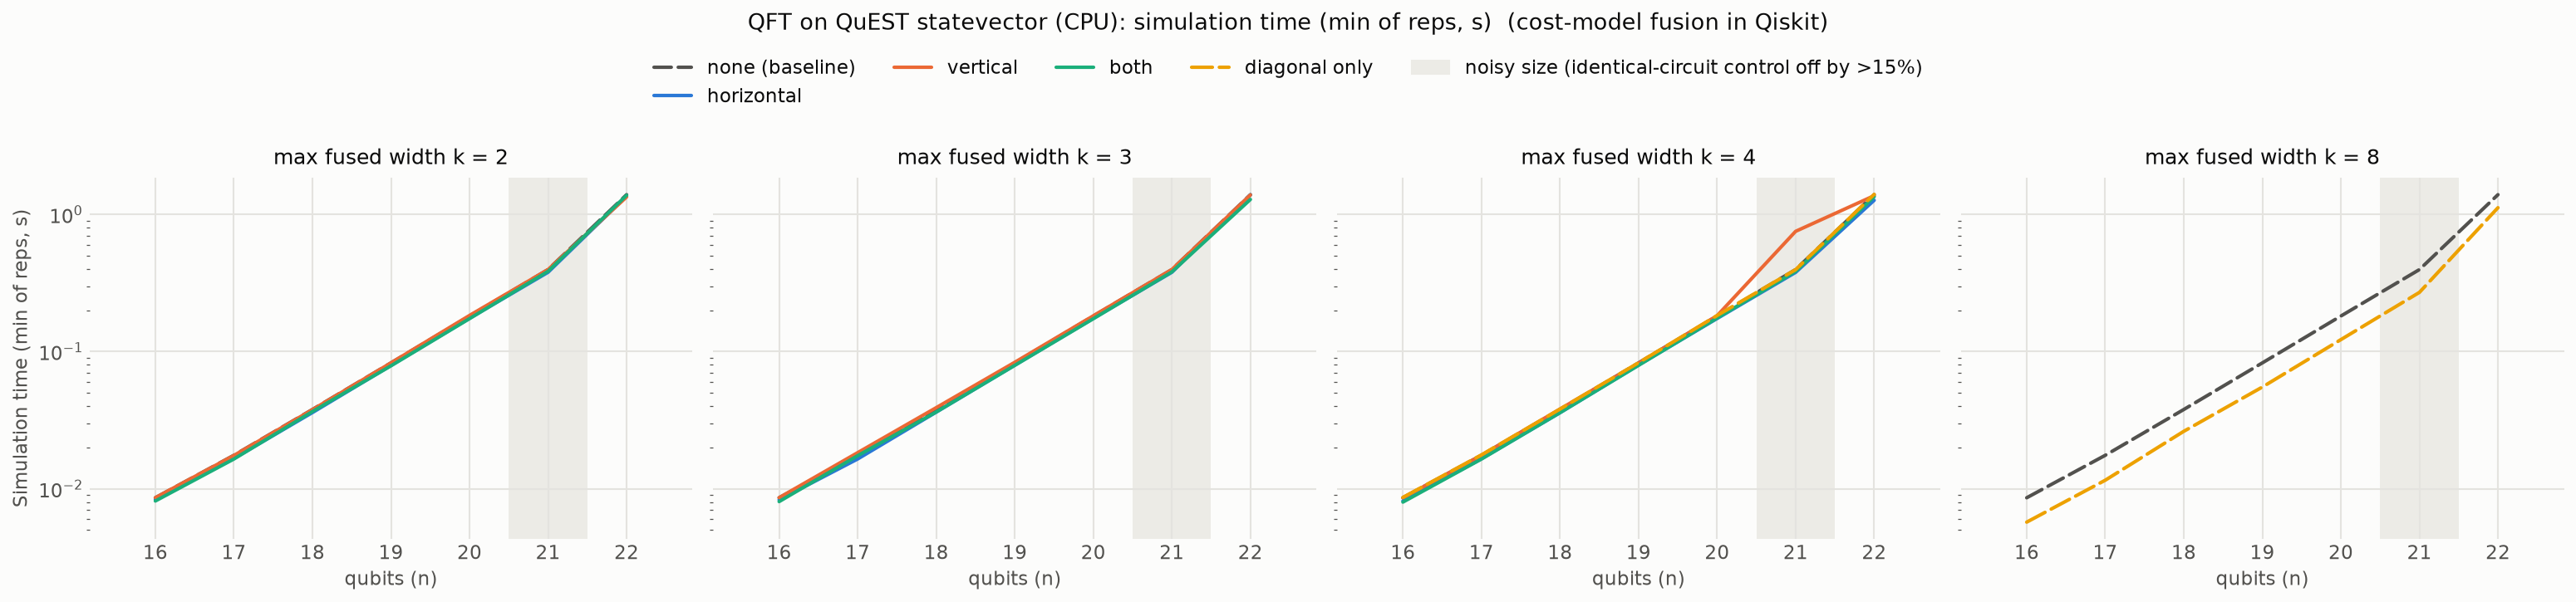 QFT on QuEST statevector (CPU): simulation time (min of reps, s)  (cost-model fusion in Qiskit)
none (baseline) vertical both diagonal only noisy size (identical-circuit control off by >15%)
horizontal
max fused width k = 2
max fused width k = 3
max fused width k = 4
max fused width k = 8
Simulation time (min of reps, s)
10⁰
10⁻¹
10⁻²
16 17 18 19 20 21 22
16 17 18 19 20 21 22
16 17 18 19 20 21 22
16 17 18 19 20 21 22
qubits (n)
qubits (n)
qubits (n)
qubits (n)